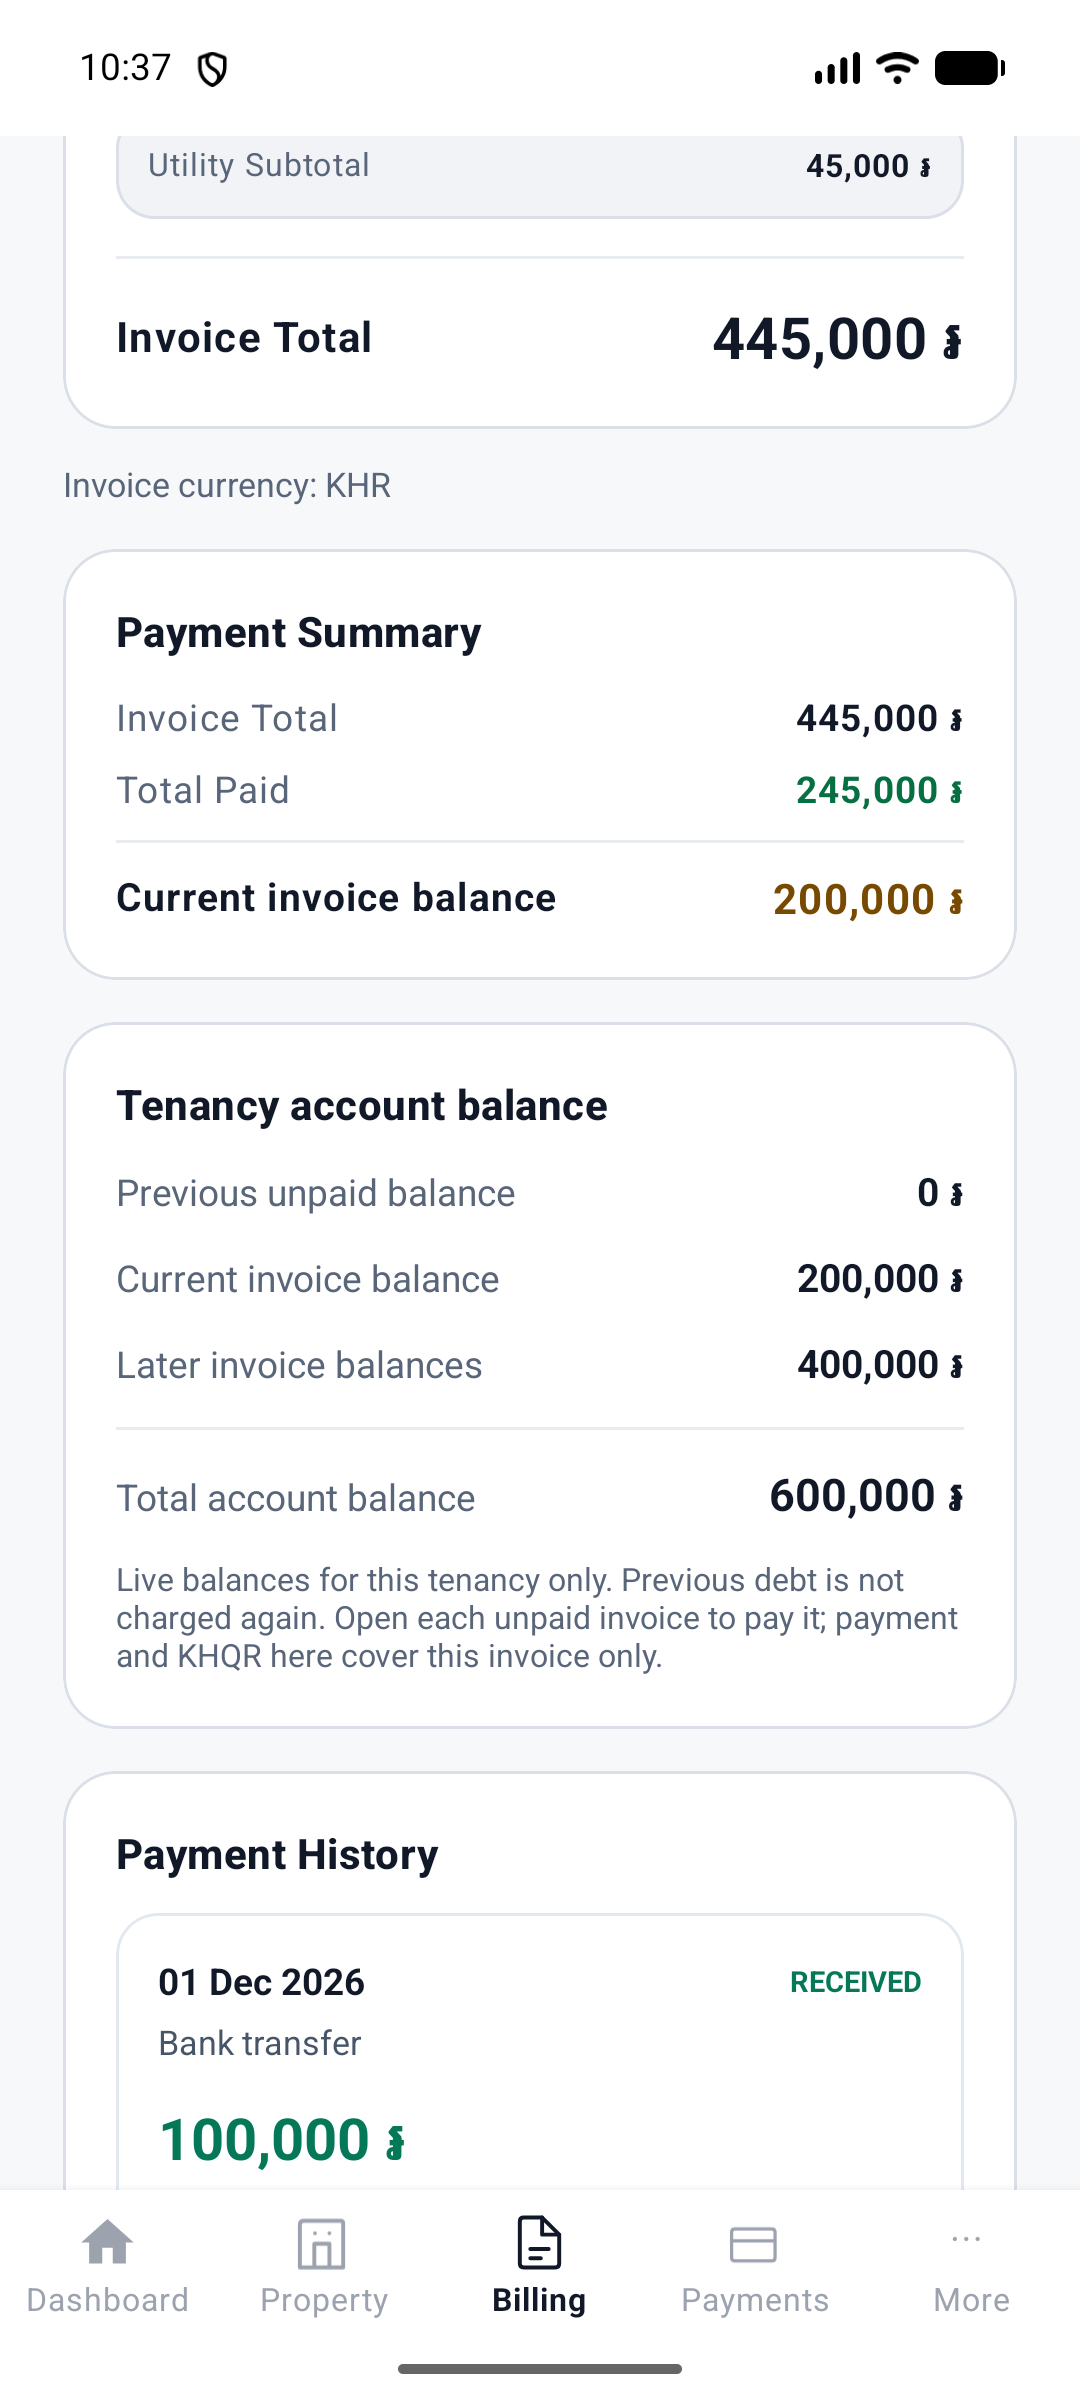 10:37
Utility Subtotal 45,000 ៛
Invoice Total 445,000 ៛
Invoice currency: KHR
Payment Summary
Invoice Total 445,000 ៛
Total Paid 245,000 ៛
Current invoice balance 200,000 ៛
Tenancy account balance
Previous unpaid balance 0 ៛
Current invoice balance 200,000 ៛
Later invoice balances 400,000 ៛
Total account balance 600,000 ៛
Live balances for this tenancy only. Previous debt is not
charged again. Open each unpaid invoice to pay it; payment
and KHQR here cover this invoice only.
Payment History
01 Dec 2026 RECEIVED
Bank transfer
100,000 ៛
Dashboard Property Billing Payments More